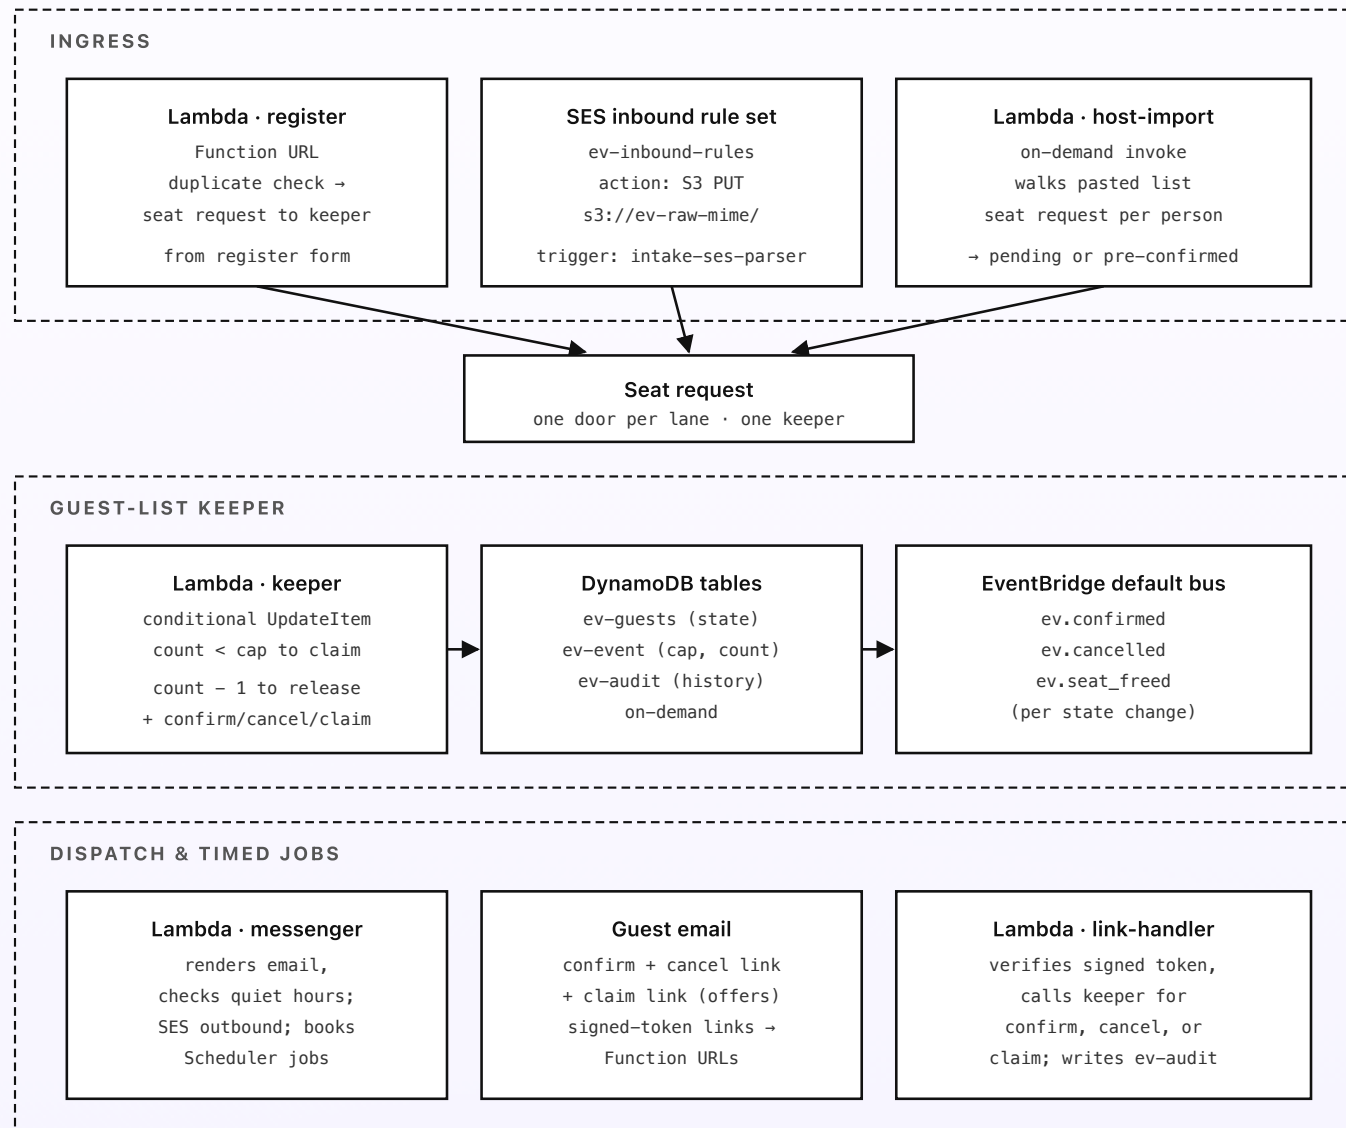 INGRESS
Lambda · register
Function URL
duplicate check →
seat request to keeper
from register form
SES inbound rule set
ev-inbound-rules
action: S3 PUT
s3://ev-raw-mime/
trigger: intake-ses-parser
Lambda · host-import
on-demand invoke
walks pasted list
seat request per person
→ pending or pre-confirmed
Seat request
one door per lane · one keeper
GUEST-LIST KEEPER
Lambda · keeper
conditional UpdateItem
count < cap to claim
count − 1 to release
+ confirm/cancel/claim
DynamoDB tables
ev-guests (state)
ev-event (cap, count)
ev-audit (history)
on-demand
EventBridge default bus
ev.confirmed
ev.cancelled
ev.seat_freed
(per state change)
DISPATCH & TIMED JOBS
Lambda · messenger
renders email,
checks quiet hours;
SES outbound; books
Scheduler jobs
Guest email
confirm + cancel link
+ claim link (offers)
signed-token links →
Function URLs
Lambda · link-handler
verifies signed token,
calls keeper for
confirm, cancel, or
claim; writes ev-audit